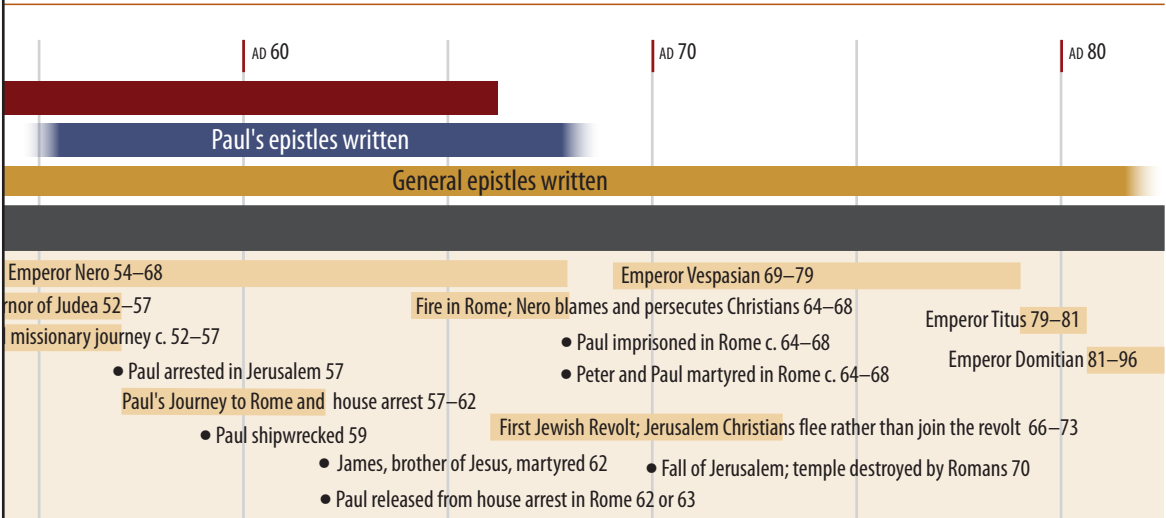 AD 60
AD 70
AD 80
Paul's epistles written
General epistles written
Emperor Nero 54–68
Emperor Vespasian 69–79
rnor of Judea 52–57
Fire in Rome; Nero blames and persecutes Christians 64–68
Emperor Titus 79–81
missionary journey c. 52–57
Paul imprisoned in Rome c. 64–68
Emperor Domitian 81–96
• Paul arrested in Jerusalem 57
• Peter and Paul martyred in Rome c. 64–68
Paul's Journey to Rome and house arrest 57–62
First Jewish Revolt; Jerusalem Christians flee rather than join the revolt 66–73
• Paul shipwrecked 59
• James, brother of Jesus, martyred 62
• Fall of Jerusalem; temple destroyed by Romans 70
• Paul released from house arrest in Rome 62 or 63